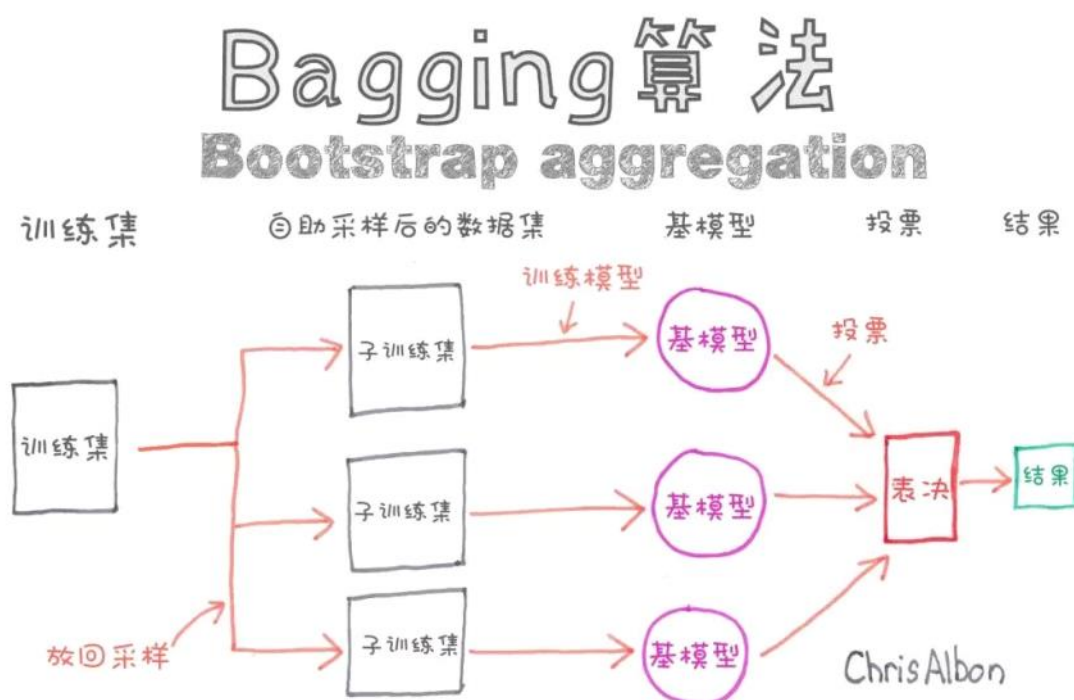 Bagging算法
Bootstrap aggregation
训练集 自助采样后的数据集 基模型 投票 结果
训练模型
子训练集
基模型
投票
训练集
子训练集
基模型
表决
结果
放回采样
子训练集
基模型
ChrisAlbon